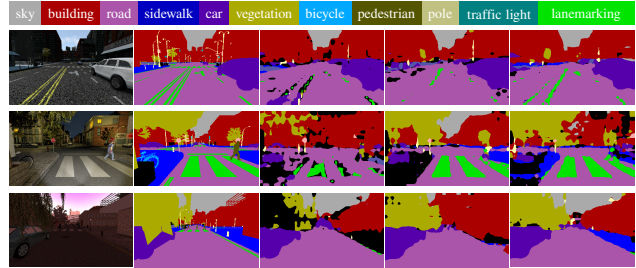 sky building road sidewalk car vegetation bicycle pedestrian pole traffic light lanemarking